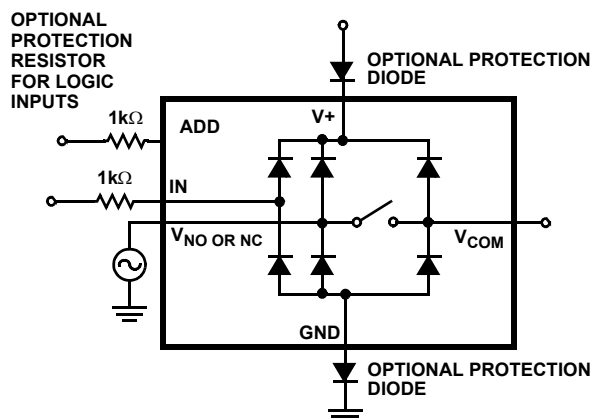 OPTIONAL
PROTECTION
RESISTOR
FOR LOGIC
INPUTS
OPTIONAL PROTECTION
DIODE
1kΩ
ADD
V+
1kΩ
IN
VNO OR NC
VCOM
GND
OPTIONAL PROTECTION
DIODE